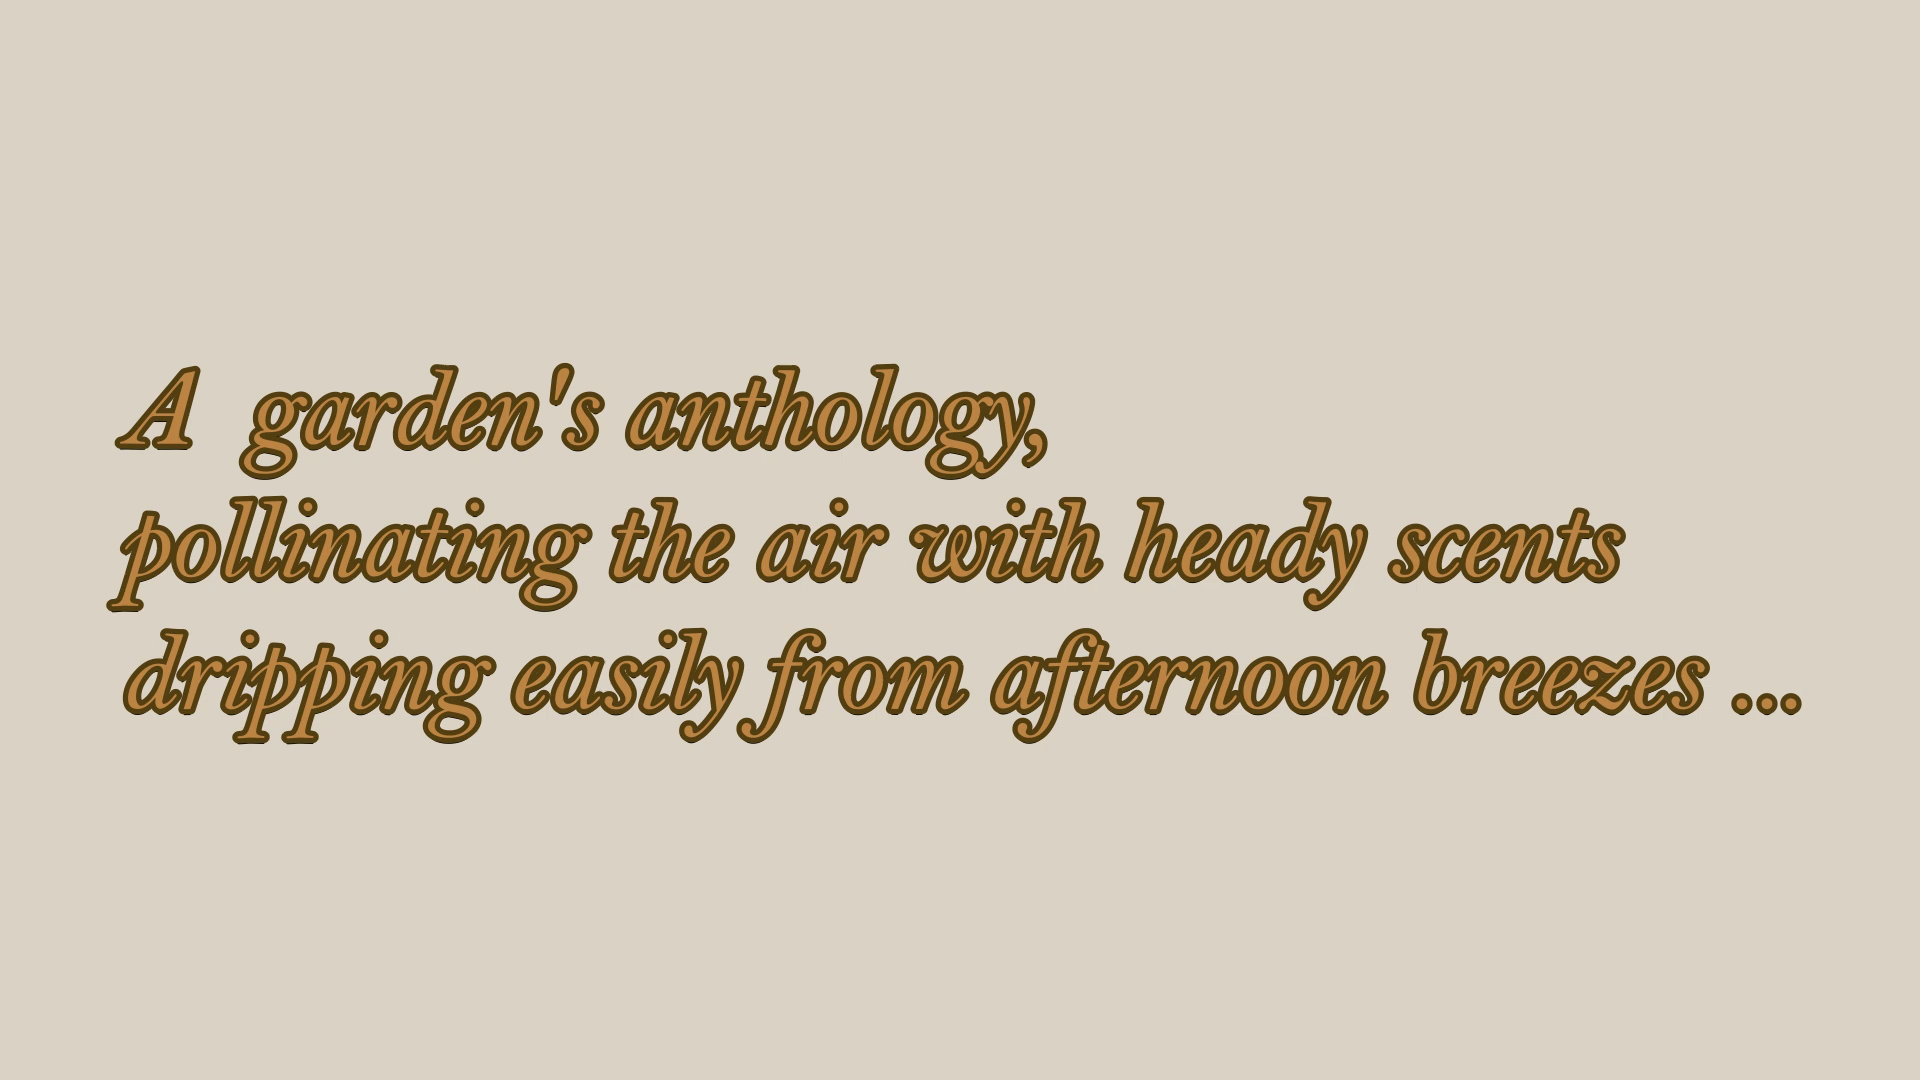 A  garden's anthology,
pollinating the air with heady scents
dripping easily from afternoon breezes ...